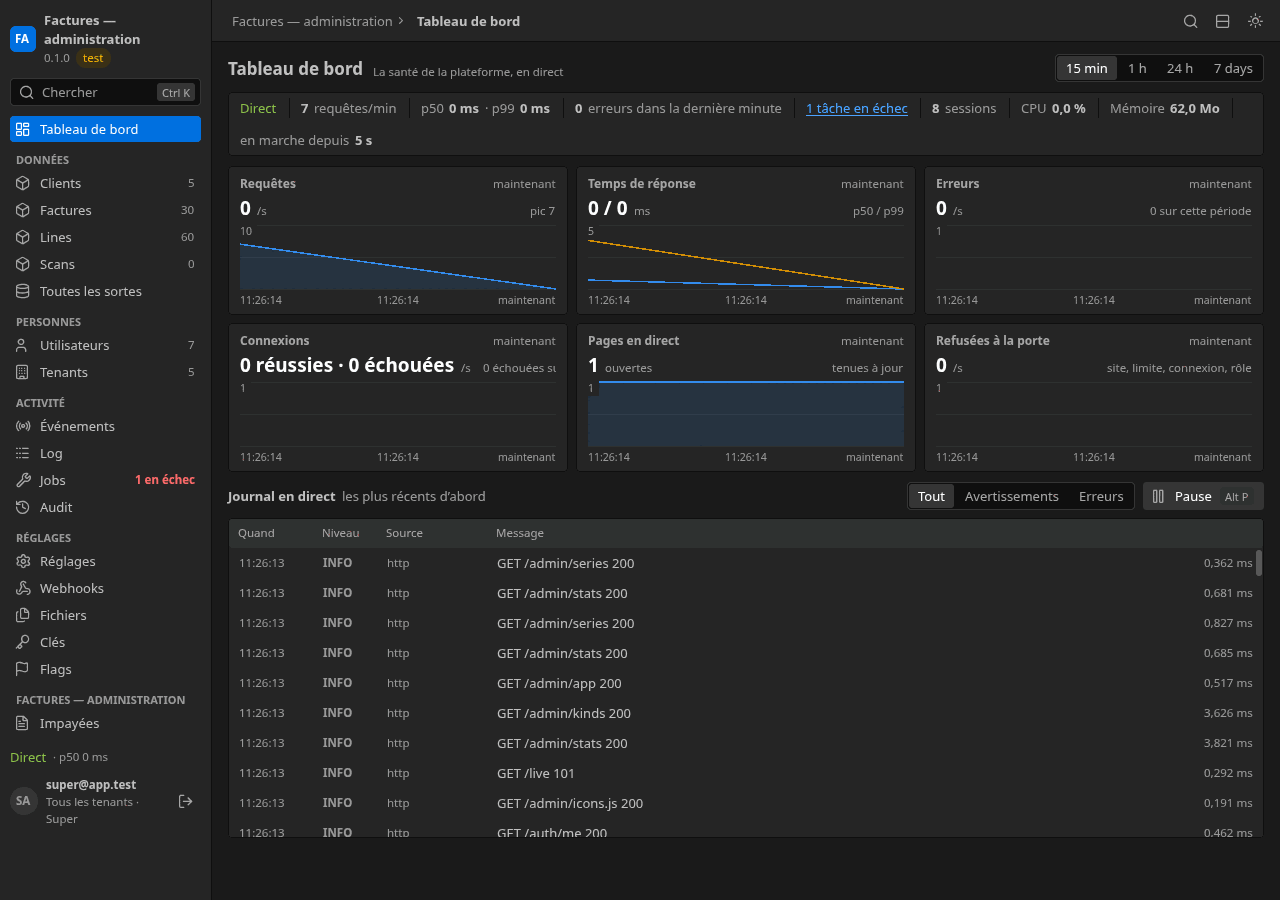 FA
Factures —
administration
0.1.0 test
Chercher Ctrl K
Tableau de bord
DONNÉES
Clients 5
Factures 30
Lines 60
Scans 0
Toutes les sortes
PERSONNES
Utilisateurs 7
Tenants 5
ACTIVITÉ
Événements
Log
Jobs 1 en échec
Audit
RÉGLAGES
Réglages
Webhooks
Fichiers
Clés
Flags
FACTURES — ADMINISTRATION
Impayées
Direct · p50 0 ms
SA
super@app.test
Tous les tenants ·
Super
Factures — administration Tableau de bord
Tableau de bord La santé de la plateforme, en direct
15 min 1 h 24 h 7 days
Direct 7 requêtes/min p50 0 ms · p99 0 ms 0 erreurs dans la dernière minute 1 tâche en échec 8 sessions CPU 0,0 % Mémoire 62,0 Mo
en marche depuis 5 s
Requêtes maintenant
0 /s pic 7
10
11:26:14 11:26:14 maintenant
Temps de réponse maintenant
0 / 0 ms p50 / p99
5
11:26:14 11:26:14 maintenant
Erreurs maintenant
0 /s 0 sur cette période
1
11:26:14 11:26:14 maintenant
Connexions maintenant
0 réussies · 0 échouées /s 0 échouées su
1
11:26:14 11:26:14 maintenant
Pages en direct maintenant
1 ouvertes tenues à jour
1
11:26:14 11:26:14 maintenant
Refusées à la porte maintenant
0 /s site, limite, connexion, rôle
1
11:26:14 11:26:14 maintenant
Journal en direct les plus récents d'abord
Tout Avertissements Erreurs Pause Alt P
Quand Niveau Source Message
11:26:13 INFO http GET /admin/series 200 0,362 ms
11:26:13 INFO http GET /admin/stats 200 0,681 ms
11:26:13 INFO http GET /admin/series 200 0,827 ms
11:26:13 INFO http GET /admin/stats 200 0,685 ms
11:26:13 INFO http GET /admin/app 200 0,517 ms
11:26:13 INFO http GET /admin/kinds 200 3,626 ms
11:26:13 INFO http GET /admin/stats 200 3,821 ms
11:26:13 INFO http GET /live 101 0,292 ms
11:26:13 INFO http GET /admin/icons.js 200 0,191 ms
11:26:13 INFO http GET /auth/me 200 0,462 ms